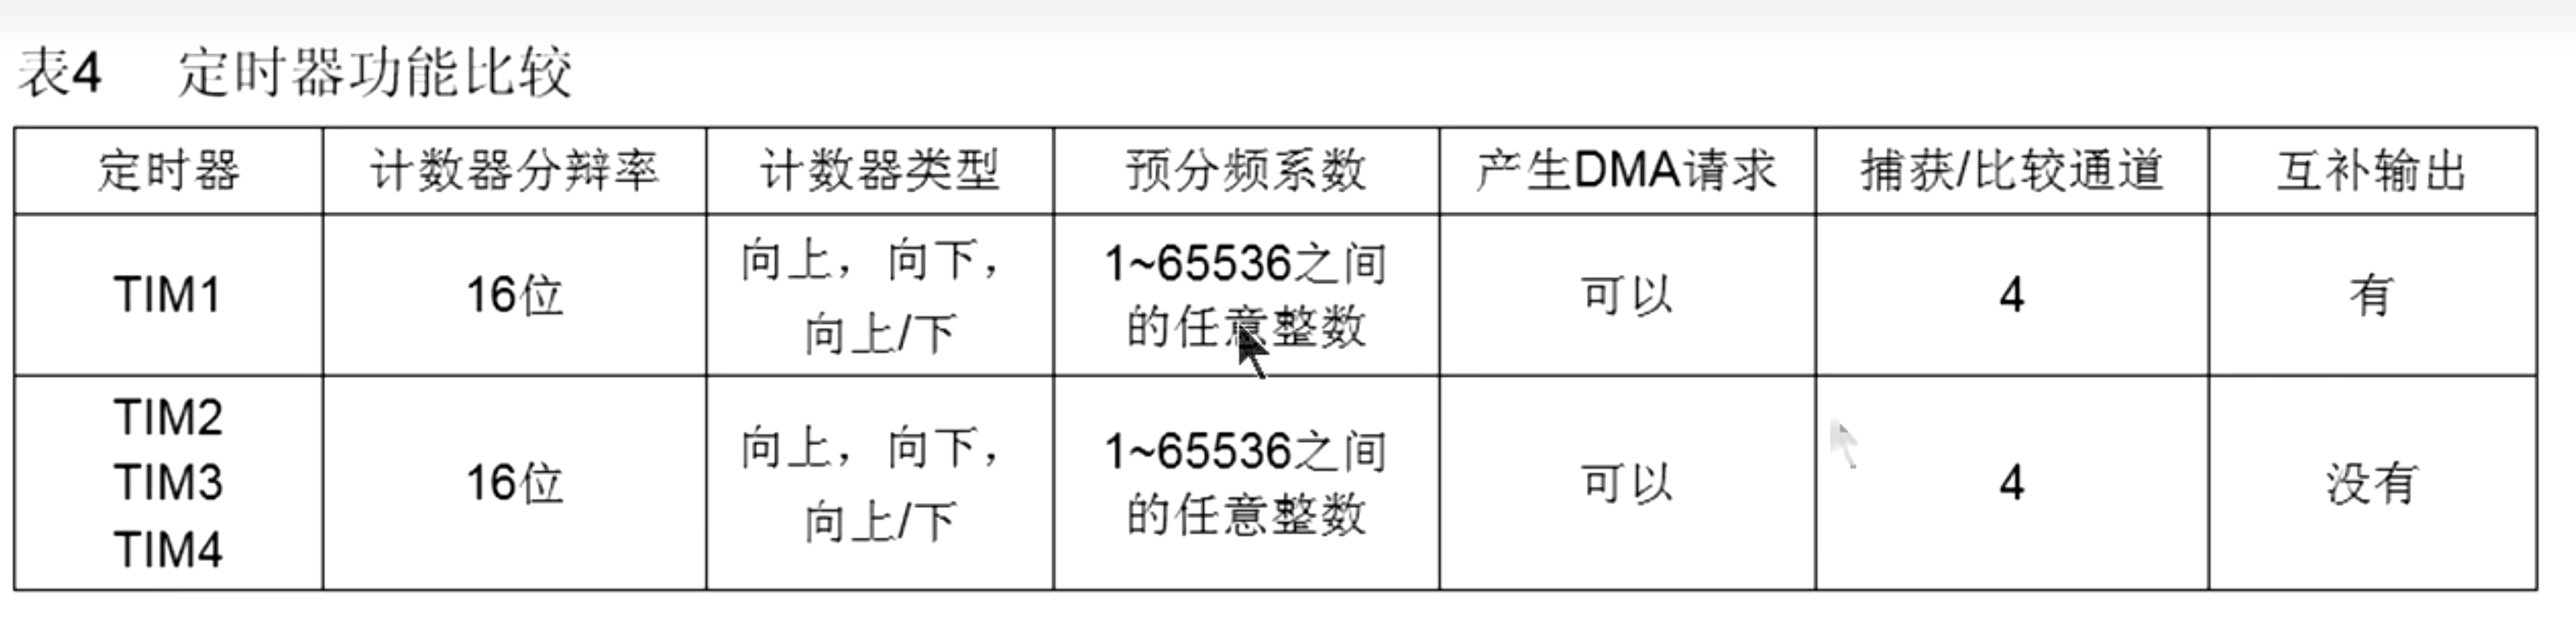 表4 定时器功能比较
定时器 计数器分辩率 计数器类型 预分频系数 产生DMA请求 捕获/比较通道 互补输出
TIM1 16位 向上，向下，
向上/下 1~65536之间
的任意整数 可以 4 有
TIM2
TIM3
TIM4 16位 向上，向下，
向上/下 1~65536之间
的任意整数 可以 4 没有